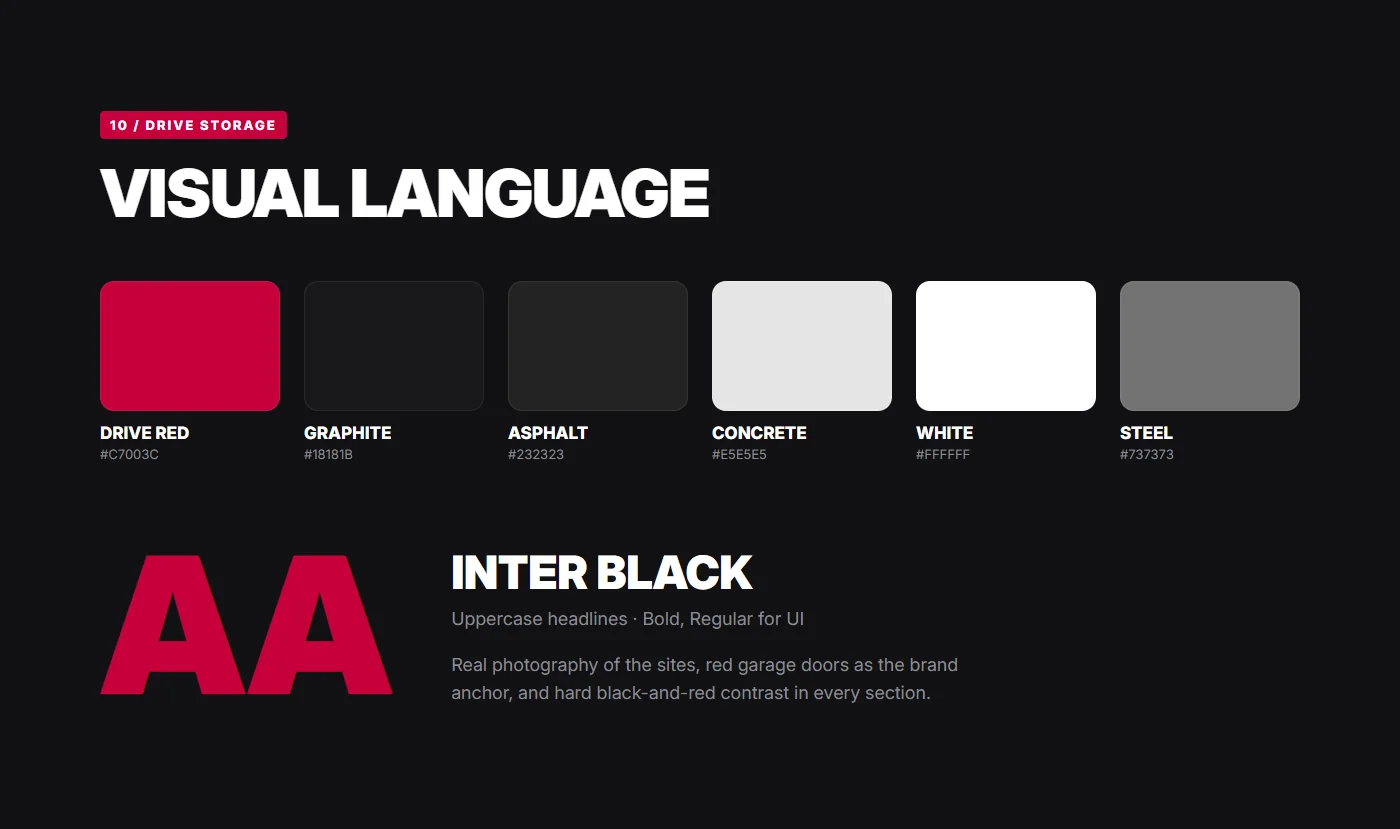 10 / DRIVE STORAGE
VISUAL LANGUAGE
DRIVE RED
#C7003C
GRAPHITE
#18181B
ASPHALT
#232323
CONCRETE
#E5E5E5
WHITE
#FFFFFF
STEEL
#737373
AA
INTER BLACK
Uppercase headlines · Bold, Regular for UI
Real photography of the sites, red garage doors as the brand
anchor, and hard black-and-red contrast in every section.